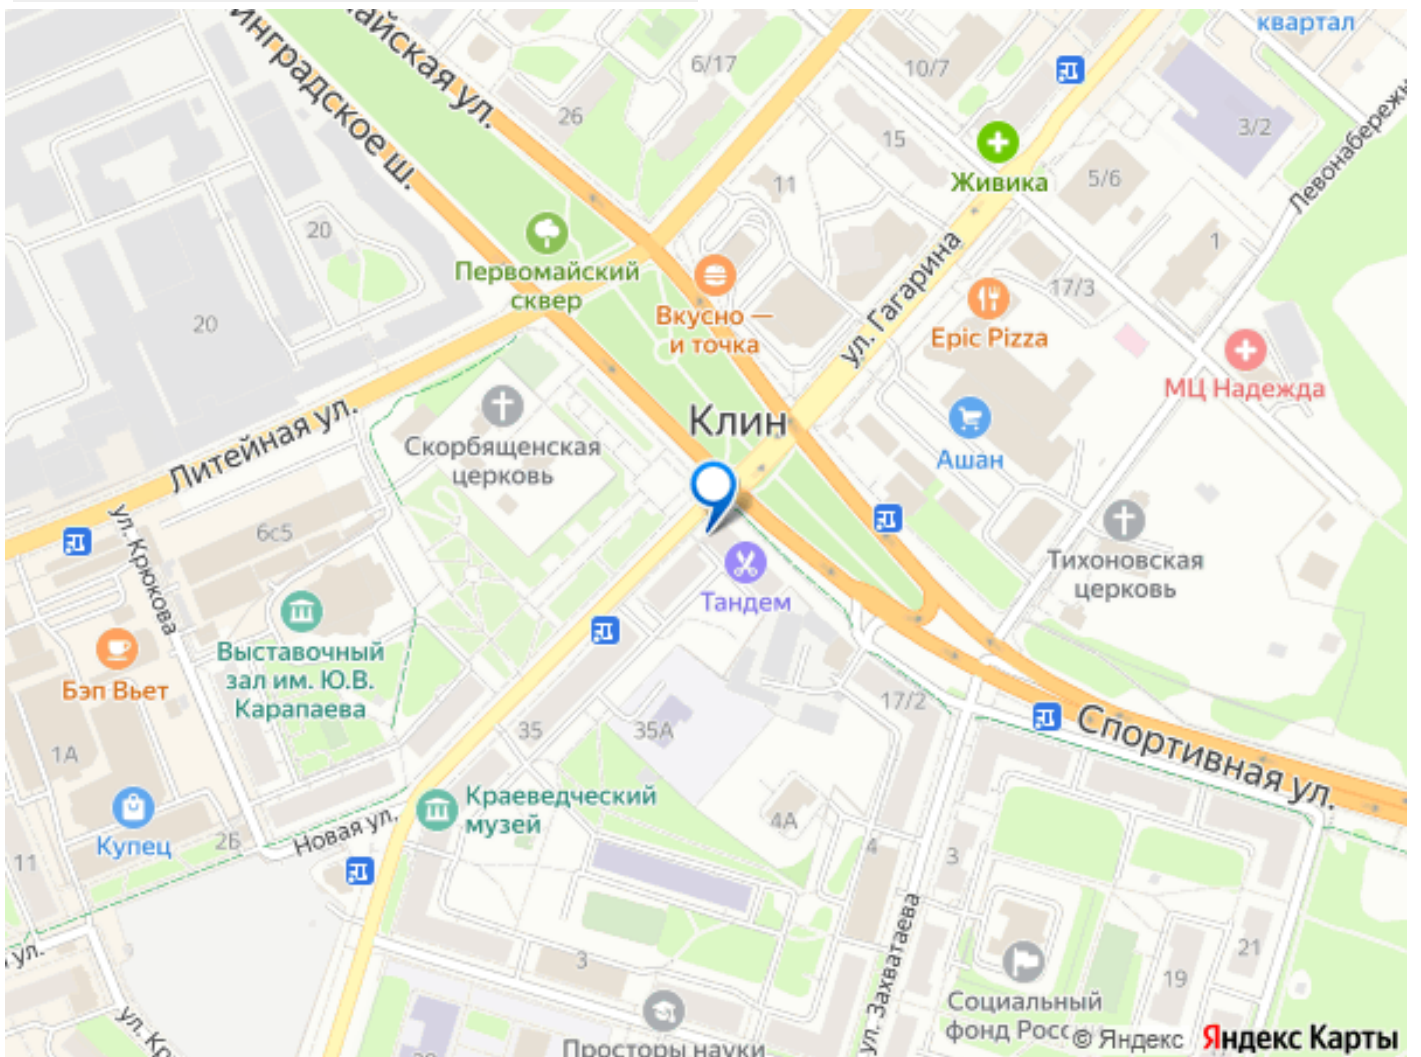 квартал
айская ул.
инградское ш.
6/17
10/7
26
3/2
15
Левонабережн
Живика
5/6
11
20
1
Первомайский
сквер
ул. Гагарина
17/3
Вкусно —
и точка
Epic Pizza
20
МЦ Надежда
Клин
Литейная ул.
Скорбященская
церковь
Ашан
ул. Крюкова
6с5
Тихоновская
церковь
Тандем
Выставочный
зал им. Ю.В.
Карапаева
Бэп Вьет
17/2
35
35А
Спортивная ул.
1А
Краеведческий
музей
Купец
2Б
Новая ул.
4А
4
3
11
ул. Захватаева
21
ул.
3
19
Социальный
фонд Росс
ул. Кр
Просторы науки
© Яндекс Яндекс Карты